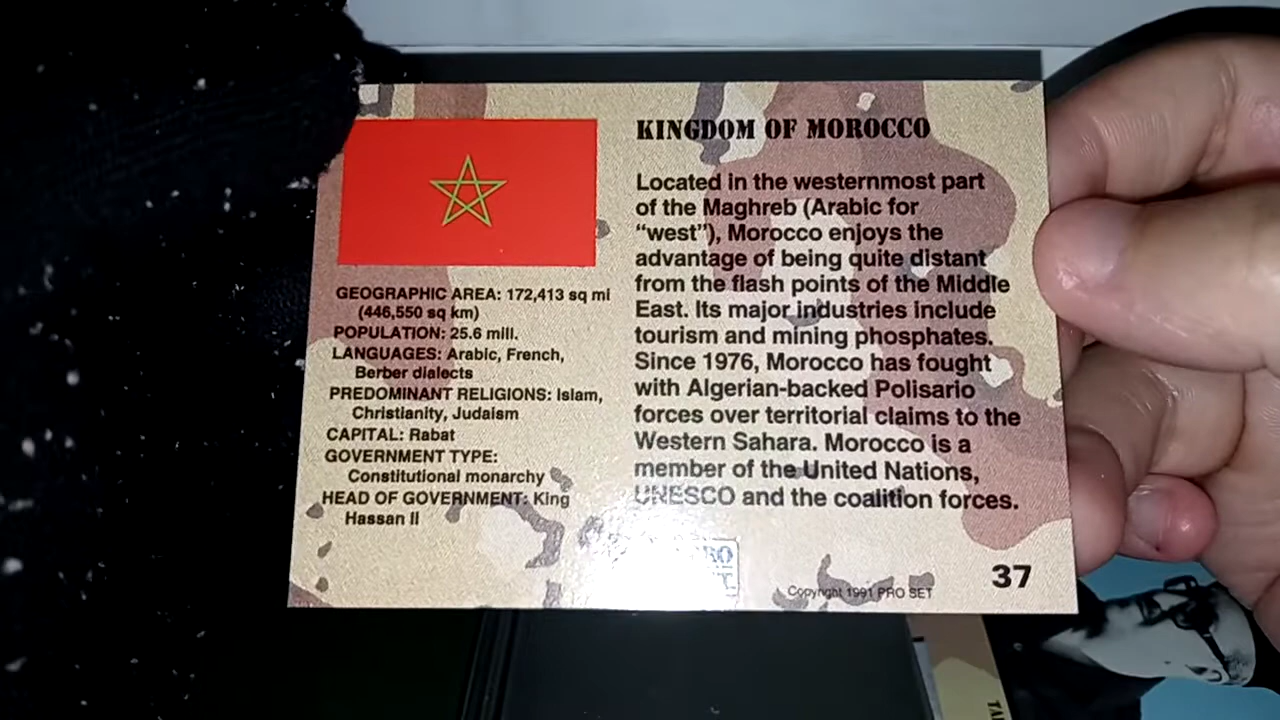 KINGDOM OF MOROCCO
Located in the westernmost part
of the Maghreb (Arabic for
“west”), Morocco enjoys the
advantage of being quite distant
from the flash points of the Middle
East. Its major industries include
tourism and mining phosphates.
Since 1976, Morocco has fought
with Algerian-backed Polisario
forces over territorial claims to the
Western Sahara. Morocco is a
member of the United Nations,
UNESCO and the coalition forces.
GEOGRAPHIC AREA: 172,413 sq mi
(446,550 sq km)
POPULATION: 25.6 mill.
LANGUAGES: Arabic, French,
Berber dialects
PREDOMINANT RELIGIONS: Islam,
Christianity, Judaism
CAPITAL: Rabat
GOVERNMENT TYPE:
Constitutional monarchy
HEAD OF GOVERNMENT: King
Hassan II
37
Copyright 1991 PRO SET